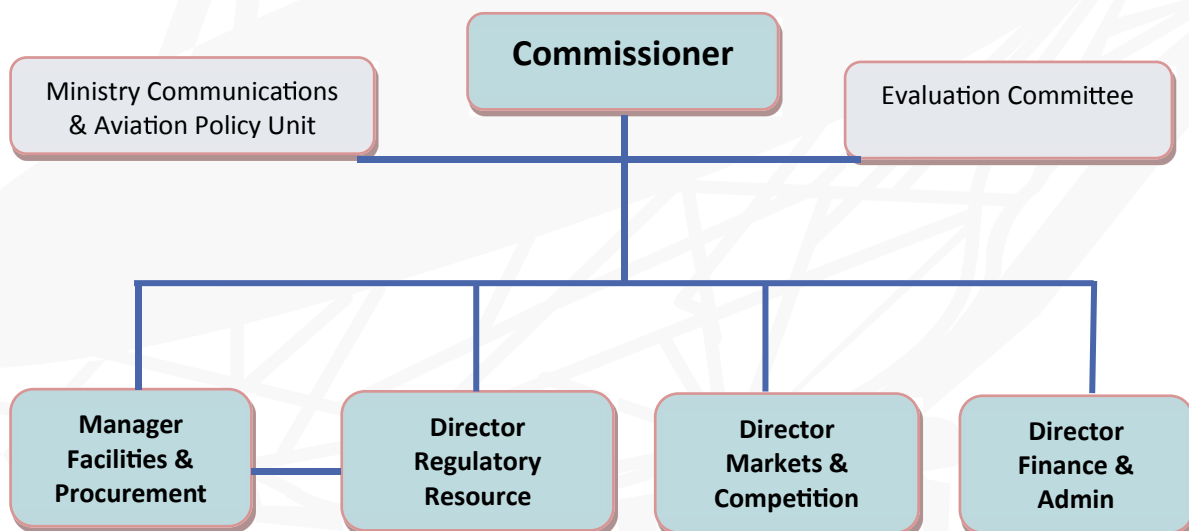 Commissioner
Ministry Communications
& Aviation Policy Unit
Evaluation Committee
Manager
Facilities &
Procurement
Director
Regulatory
Resource
Director
Markets &
Competition
Director
Finance &
Admin